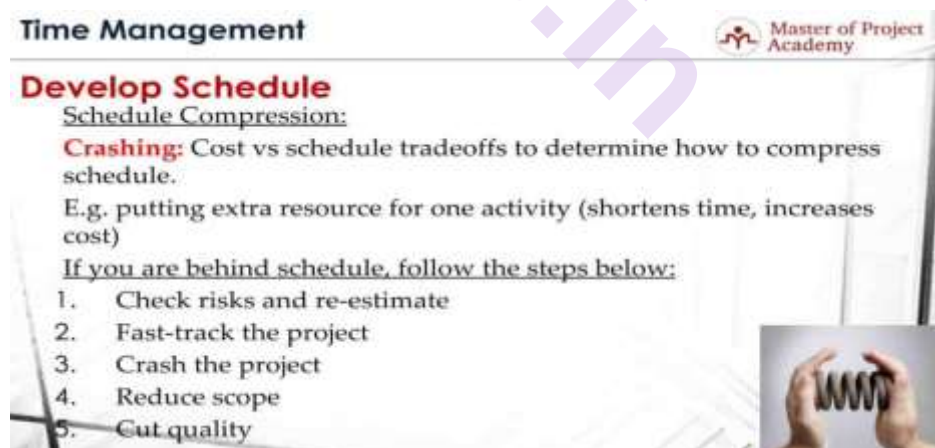 Time Management
Master of Project
Academy
Develop Schedule
Schedule Compression:
Crashing: Cost vs schedule tradeoffs to determine how to compress
schedule.
E.g. putting extra resource for one activity (shortens time, increases
cost)
If you are behind schedule, follow the steps below:
1. Check risks and re-estimate
2. Fast-track the project
3. Crash the project
4. Reduce scope
5. Cut quality
.in